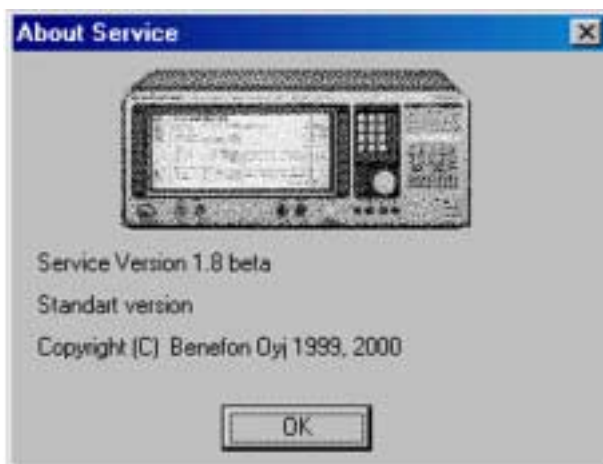 About Service
Service Version 1.8 beta
Standart version
Copyright (C) Benefon Oyj 1999, 2000
OK